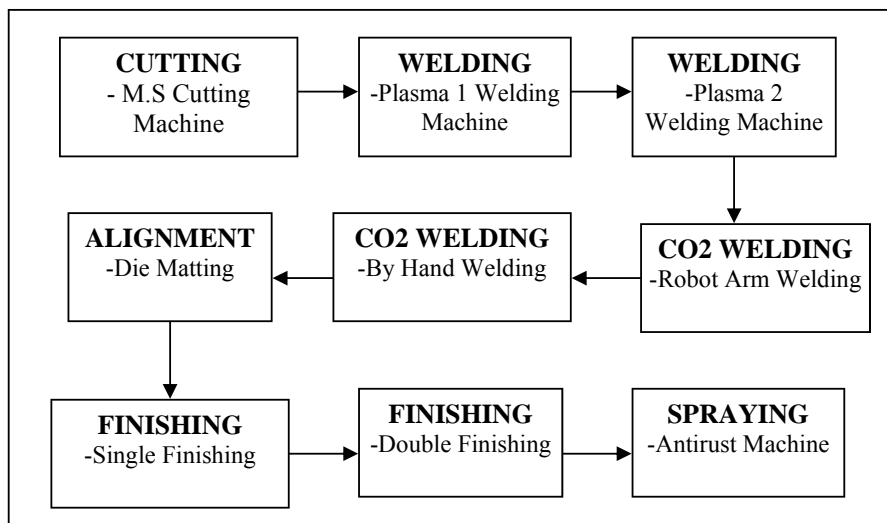 CUTTING
- M.S Cutting
Machine
WELDING
-Plasma 1 Welding
Machine
WELDING
-Plasma 2
Welding Machine
CO2 WELDING
-Robot Arm Welding
CO2 WELDING
-By Hand Welding
ALIGNMENT
-Die Matting
FINISHING
-Single Finishing
FINISHING
-Double Finishing
SPRAYING
-Antirust Machine